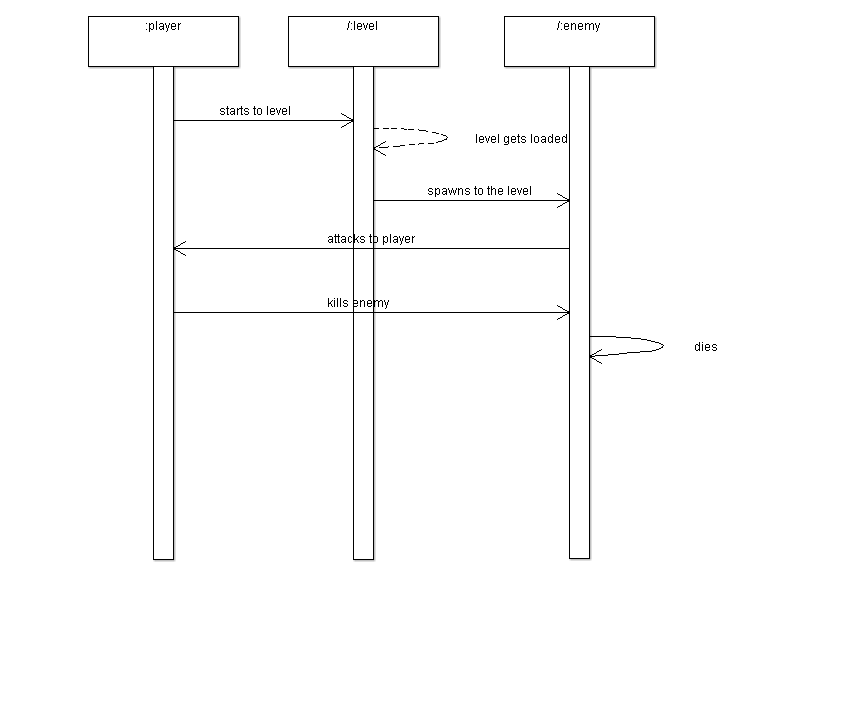 :player
/:level
/:enemy
starts to level
level gets loaded
spawns to the level
attacks to player
kills enemy
dies